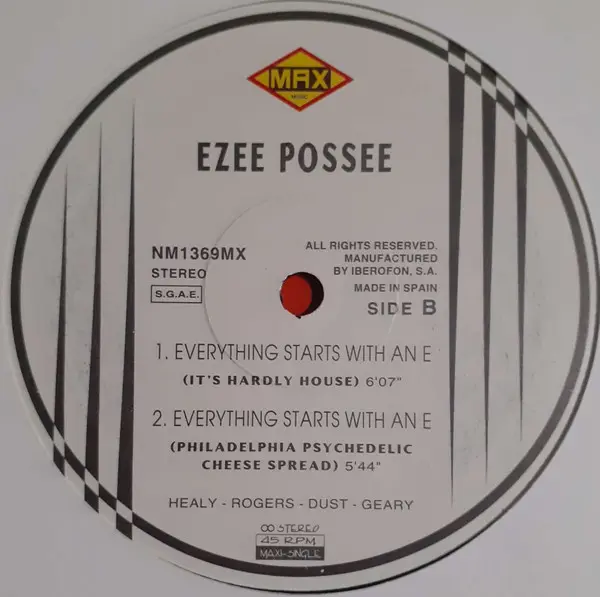 MAX
MUSIC
EZEE POSSEE
NM1369MX
STEREO
S.G.A.E.
ALL RIGHTS RESERVED.
MANUFACTURED
BY IBEROFON, S.A.
MADE IN SPAIN
SIDE B
1. EVERYTHING STARTS WITH AN E
(IT'S HARDLY HOUSE) 6'07"
2. EVERYTHING STARTS WITH AN E
(PHILADELPHIA PSYCHEDELIC
CHEESE SPREAD) 5'44"
HEALY - ROGERS - DUST - GEARY
STEREO
45 RPM
MAXI-SINGLE